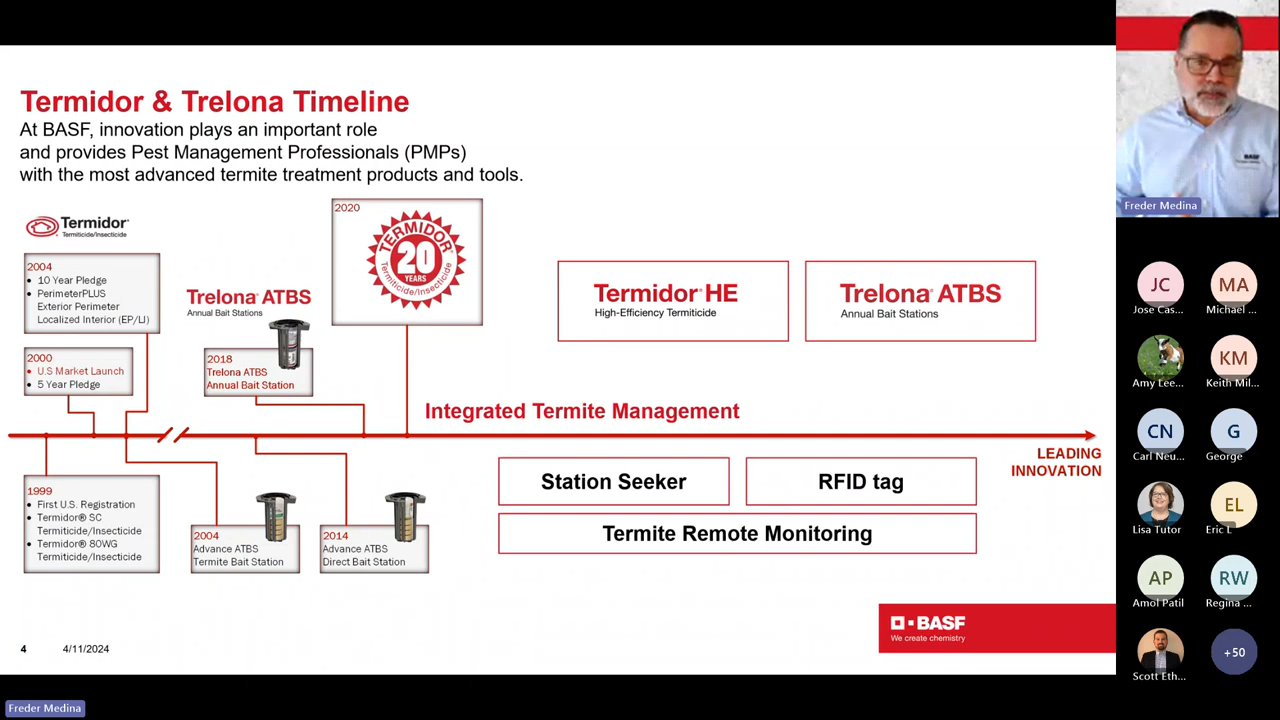 Termidor & Trelona Timeline
At BASF, innovation plays an important role
and provides Pest Management Professionals (PMPs)
with the most advanced termite treatment products and tools.
Termidor®
Termiticide/Insecticide
2004
• 10 Year Pledge
• PerimeterPLUS
Exterior Perimeter
Localized Interior (EP/LI)
2000
• U.S Market Launch
• 5 Year Pledge
Trelona® ATBS
Annual Bait Stations
2018
Trelona ATBS
Annual Bait Station
2020
TERMIDOR®
20
YEARS
Termiticide/Insecticide
Termidor® HE
High-Efficiency Termiticide
Trelona® ATBS
Annual Bait Stations
Integrated Termite Management
LEADING
INNOVATION
1999
• First U.S. Registration
• Termidor® SC
Termiticide/Insecticide
• Termidor® 80WG
Termiticide/Insecticide
2004
Advance ATBS
Termite Bait Station
2014
Advance ATBS
Direct Bait Station
Station Seeker
RFID tag
Termite Remote Monitoring
BASF
We create chemistry
4
4/11/2024
BASF
Freder Medina
JC
Jose Cas...
MA
Michael ...
Amy Lee...
KM
Keith Mil...
CN
Carl Neu...
G
George
Lisa Tutor
EL
Eric L
AP
Amol Patil
RW
Regina ...
Scott Eth...
+50
Freder Medina